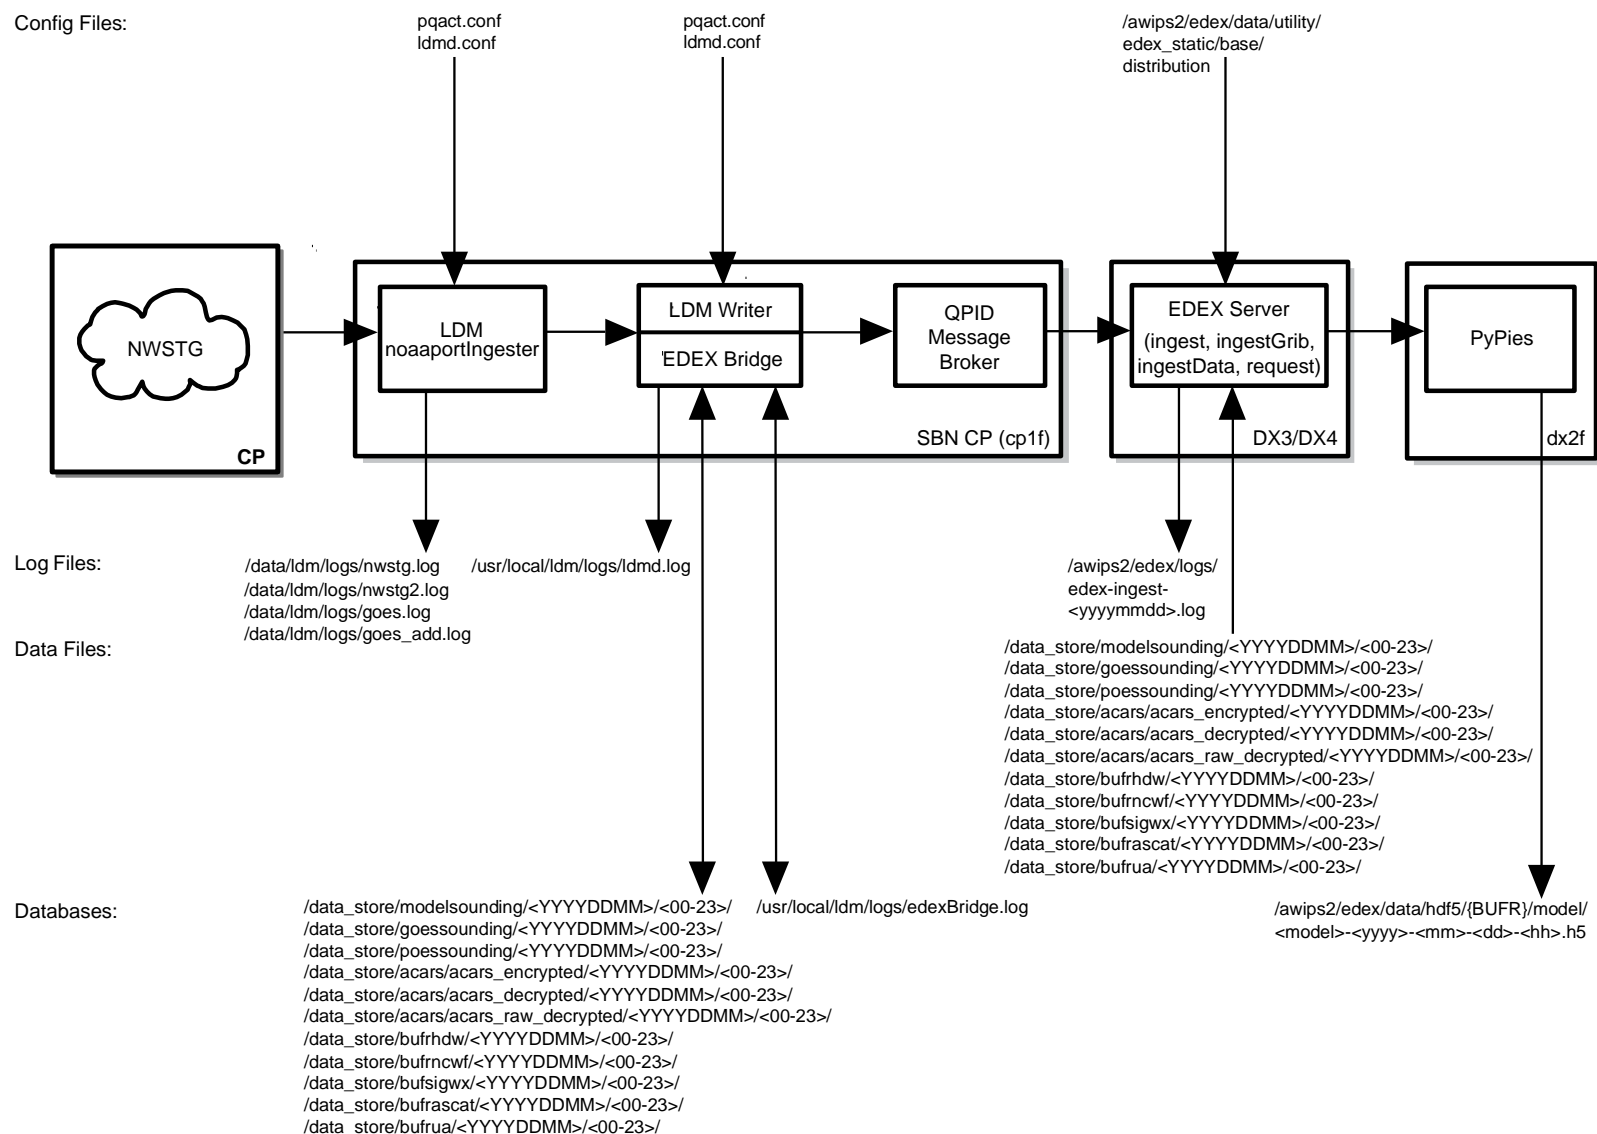 Config Files:
pqact.conf
ldmd.conf
pqact.conf
ldmd.conf
/awips2/edex/data/utility/
edex_static/base/
distribution
NWSTG
CP
LDM
noaaportIngester
LDM Writer
EDEX Bridge
QPID
Message
Broker
SBN CP (cp1f)
EDEX Server
(ingest, ingestGrib,
ingestData, request)
DX3/DX4
PyPies
dx2f
Log Files:
/data/ldm/logs/nwstg.log
/data/ldm/logs/nwstg2.log
/data/ldm/logs/goes.log
/data/ldm/logs/goes_add.log
/usr/local/ldm/logs/ldmd.log
/awips2/edex/logs/
edex-ingest-
<yyyymmdd>.log
Data Files:
/data_store/modelsounding/<YYYYDDMM>/<00-23>/
/data_store/goessounding/<YYYYDDMM>/<00-23>/
/data_store/poessounding/<YYYYDDMM>/<00-23>/
/data_store/acars/acars_encrypted/<YYYYDDMM>/<00-23>/
/data_store/acars/acars_decrypted/<YYYYDDMM>/<00-23>/
/data_store/acars/acars_raw_decrypted/<YYYYDDMM>/<00-23>/
/data_store/bufrhdw/<YYYYDDMM>/<00-23>/
/data_store/bufrncwf/<YYYYDDMM>/<00-23>/
/data_store/bufsigwx/<YYYYDDMM>/<00-23>/
/data_store/bufrascat/<YYYYDDMM>/<00-23>/
/data_store/bufrua/<YYYYDDMM>/<00-23>/
Databases:
/data_store/modelsounding/<YYYYDDMM>/<00-23>/
/data_store/goessounding/<YYYYDDMM>/<00-23>/
/data_store/poessounding/<YYYYDDMM>/<00-23>/
/data_store/acars/acars_encrypted/<YYYYDDMM>/<00-23>/
/data_store/acars/acars_decrypted/<YYYYDDMM>/<00-23>/
/data_store/acars/acars_raw_decrypted/<YYYYDDMM>/<00-23>/
/data_store/bufrhdw/<YYYYDDMM>/<00-23>/
/data_store/bufrncwf/<YYYYDDMM>/<00-23>/
/data_store/bufsigwx/<YYYYDDMM>/<00-23>/
/data_store/bufrascat/<YYYYDDMM>/<00-23>/
/data_store/bufrua/<YYYYDDMM>/<00-23>/
/usr/local/ldm/logs/edexBridge.log
/awips2/edex/data/hdf5/{BUFR}/model/
<model>-<yyyy>-<mm>-<dd>-<hh>.h5